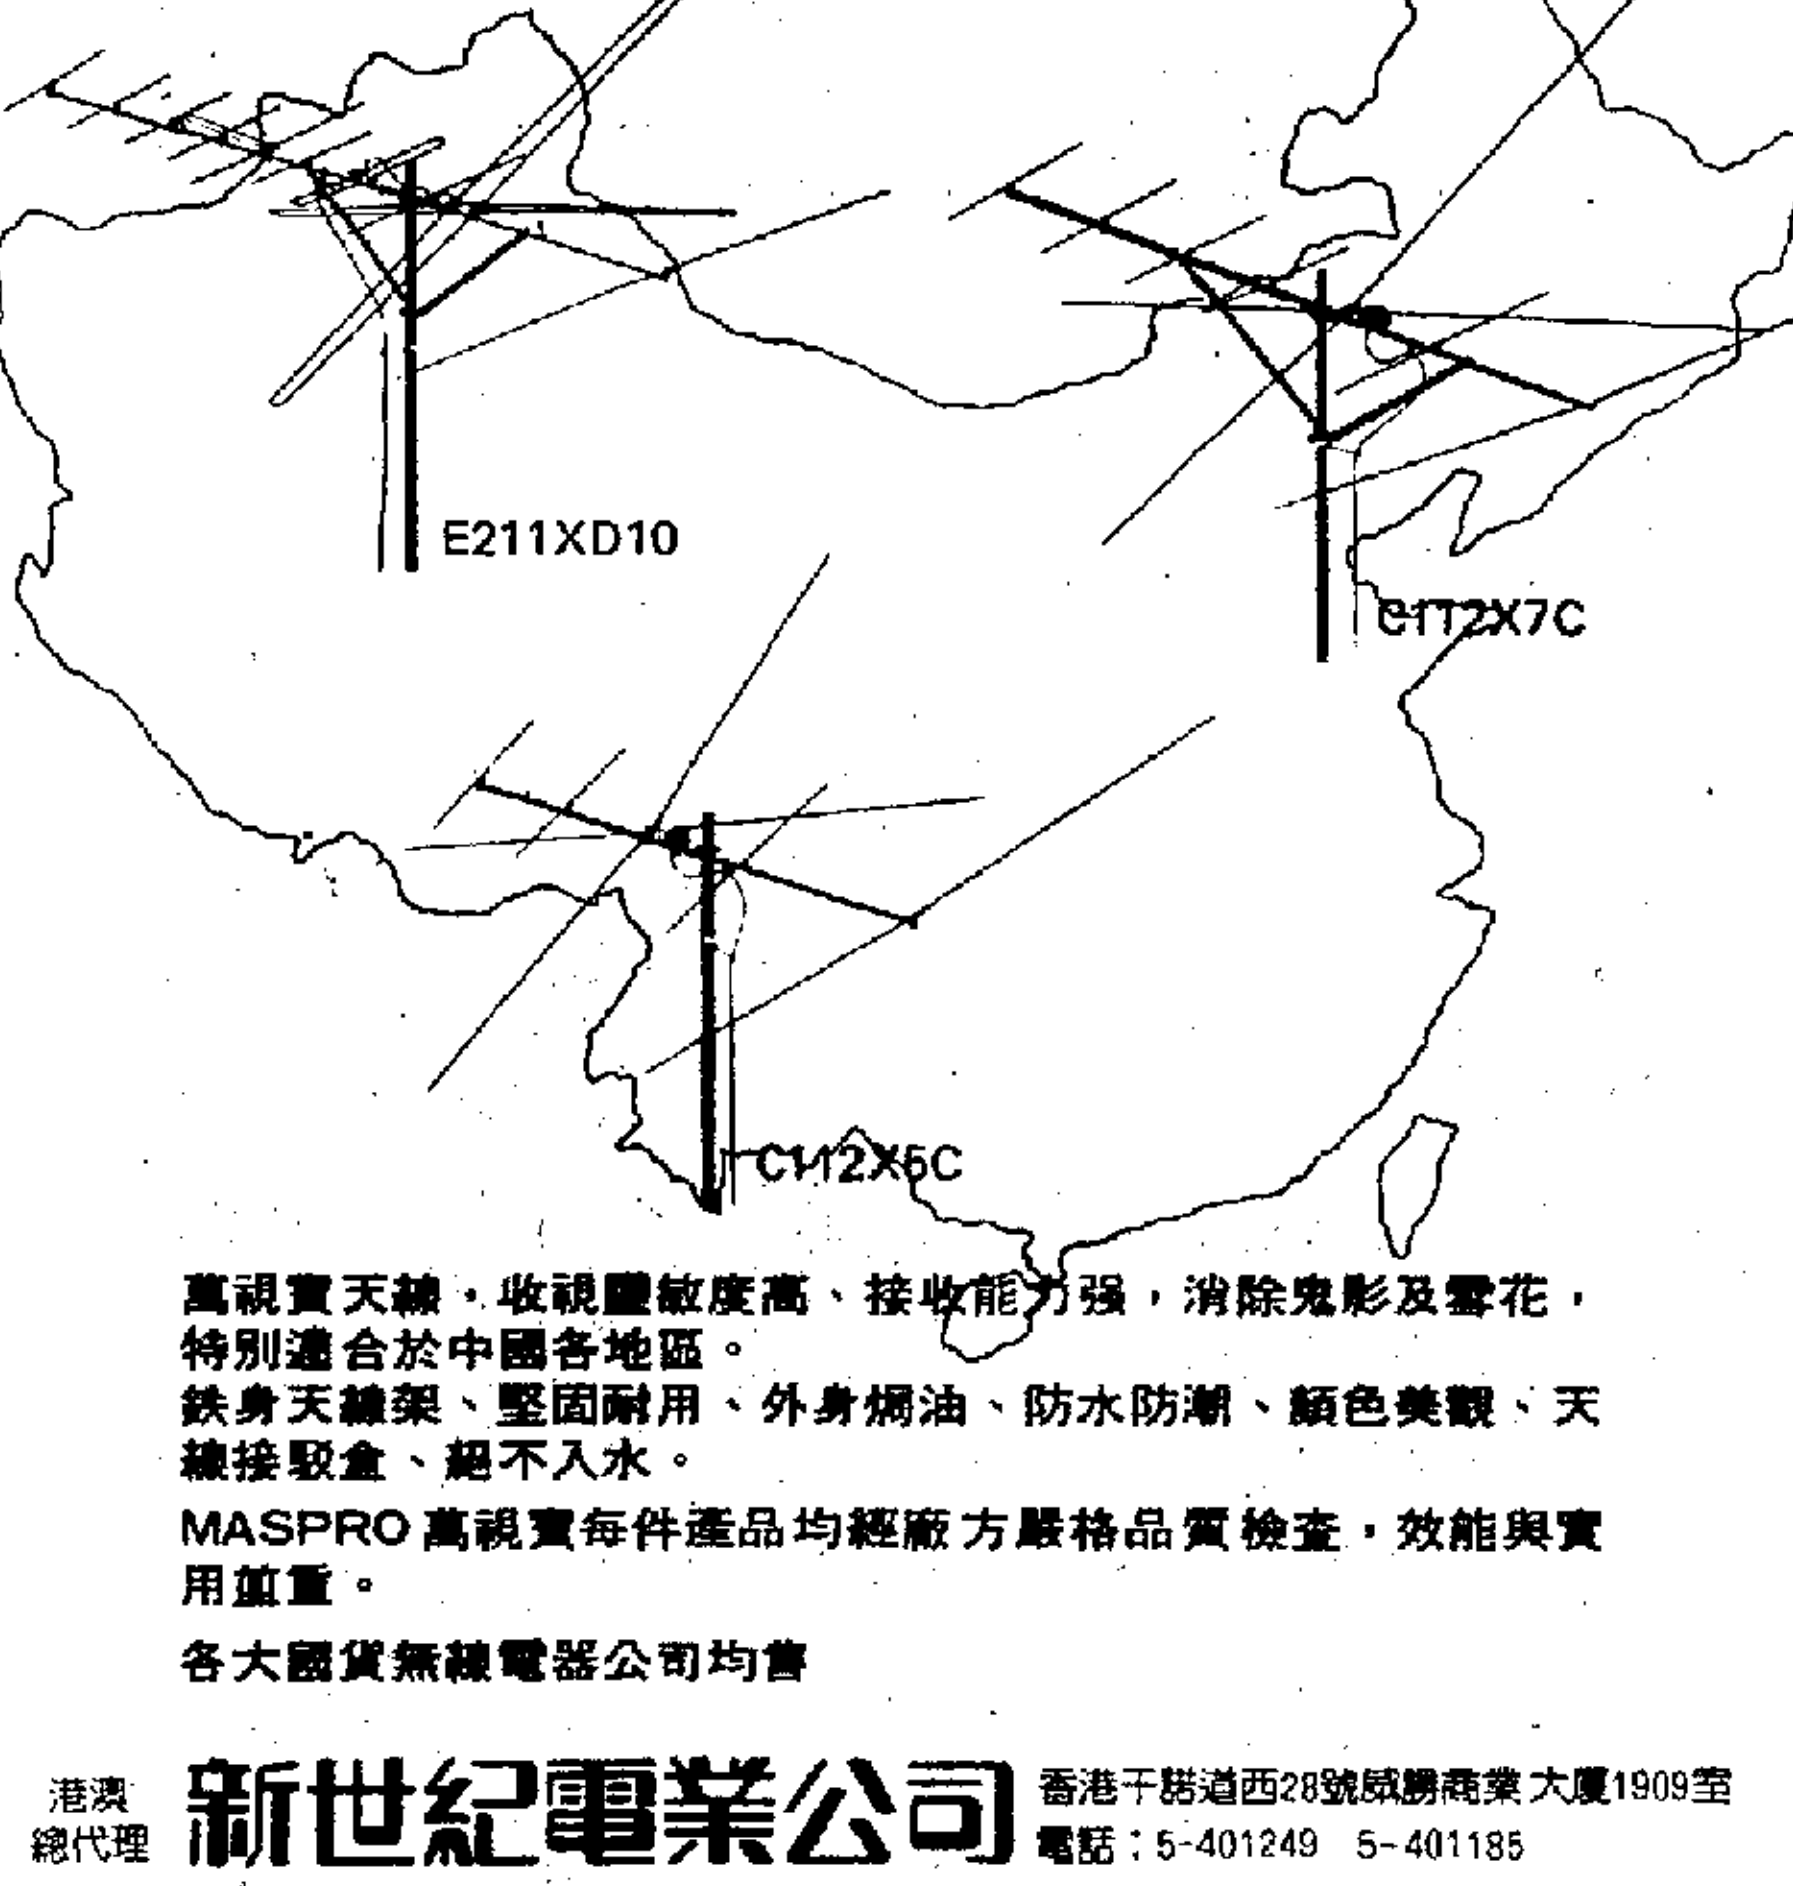 E211XD10
C112X7C
C112X5C
萬視寶天線，收視靈敏度高、接收能力強，消除鬼影及雪花，
特別適合於中國各地區。
鉄身天線架、堅固耐用、外身焗油、防水防潮、顏色美觀、天
線接駁盒、絕不入水。
MASPRO萬視寶每件產品均經廠方嚴格品質檢查，效能與實
用並重。
各大國貨無線電器公司均售
港澳
總代理
新世紀電業公司
香港干諾道西28號威勝商業大廈1909室
電話：5-401249 5-401185